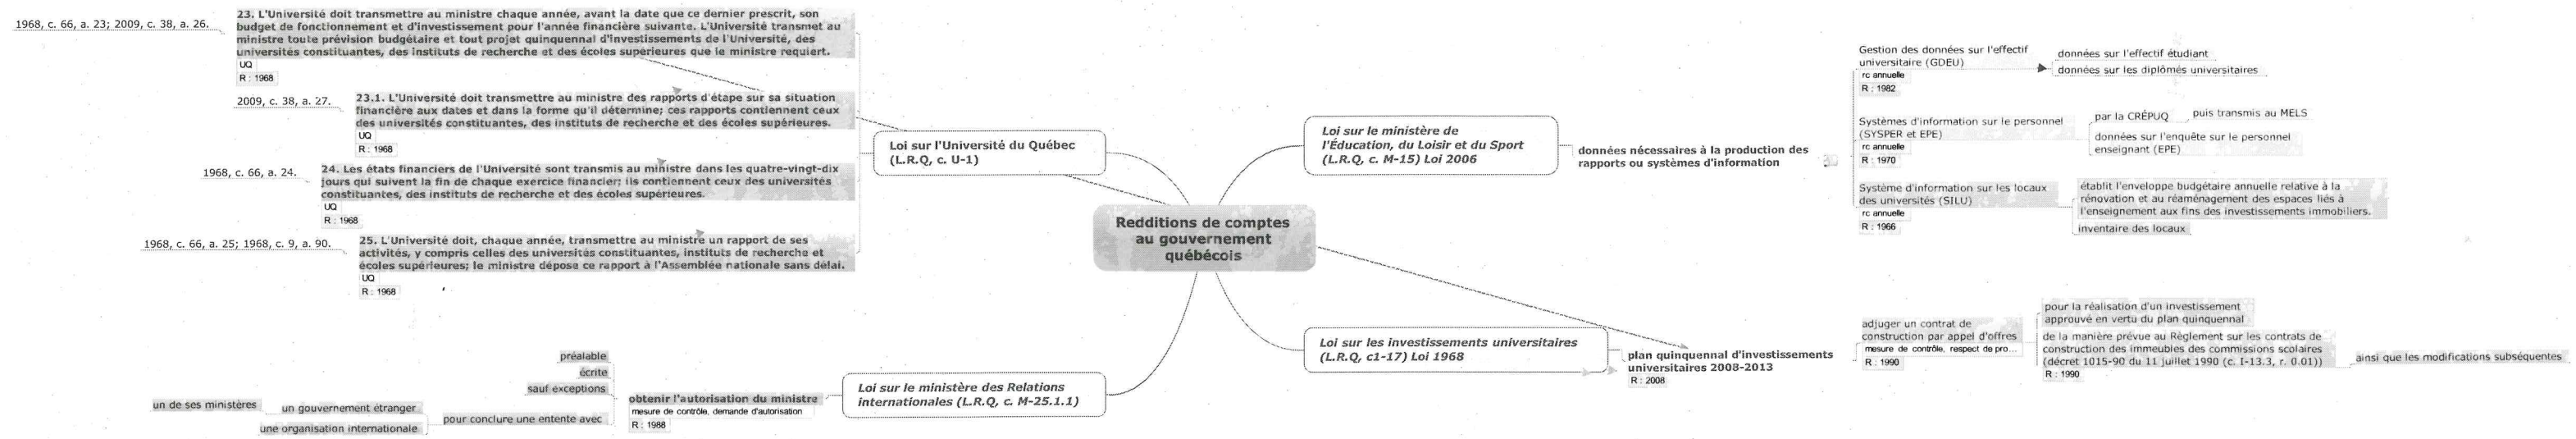 1968, c. 66, a. 23; 2009, c. 38, a. 26.
23. L'Université doit transmettre au ministre chaque année, avant la date que ce dernier prescrit, son
budget de fonctionnement et d'investissement pour l'année financière suivante. L'Université transmet au
ministre toute prévision budgétaire et tout projet quinquennal d'investissements de l'Université, des
universités constituantes, des instituts de recherche et des écoles supérieures que le ministre requiert.
UQ
R : 1968
2009, c. 38, a. 27.
23.1. L'Université doit transmettre au ministre des rapports d'étape sur sa situation
financière aux dates et dans la forme qu'il détermine; ces rapports contiennent ceux
des universités constituantes, des instituts de recherche et des écoles supérieures.
UQ
R : 1968
1968, c. 66, a. 24.
24. Les états financiers de l'Université sont transmis au ministre dans les quatre-vingt-dix
jours qui suivent la fin de chaque exercice financier; ils contiennent ceux des universités
constituantes, des instituts de recherche et des écoles supérieures.
UQ
R : 1968
1968, c. 66, a. 25; 1968, c. 9, a. 90.
25. L'Université doit, chaque année, transmettre au ministre un rapport de ses
activités, y compris celles des universités constituantes, instituts de recherche et
écoles supérieures; le ministre dépose ce rapport à l'Assemblée nationale sans délai.
UQ
R : 1968
Loi sur l'Université du Québec
(L.R.Q, c. U-1)
Redditions de comptes
au gouvernement
québécois
préalable
écrite
sauf exceptions
un de ses ministères
un gouvernement étranger
une organisation internationale
pour conclure une entente avec
obtenir l'autorisation du ministre
mesure de contrôle, demande d'autorisation
R : 1988
Loi sur le ministère des Relations
internationales (L.R.Q, c. M-25.1.1)
Loi sur le ministère de
l'Éducation, du Loisir et du Sport
(L.R.Q, c. M-15) Loi 2006
données nécessaires à la production des
rapports ou systèmes d'information
Gestion des données sur l'effectif
universitaire (GDEU)
rc annuelle
R : 1982
données sur l'effectif étudiant
données sur les diplômés universitaires
Systèmes d'information sur le personnel
(SYSPER et EPE)
rc annuelle
R : 1970
par la CRÉPUQ
puis transmis au MELS
données sur l'enquête sur le personnel
enseignant (EPE)
Système d'information sur les locaux
des universités (SILU)
rc annuelle
R : 1966
établit l'enveloppe budgétaire annuelle relative à la
rénovation et au réaménagement des espaces liés à
l'enseignement aux fins des investissements immobiliers.
inventaire des locaux
Loi sur les investissements universitaires
(L.R.Q, c1-17) Loi 1968
plan quinquennal d'investissements
universitaires 2008-2013
R : 2008
adjuger un contrat de
construction par appel d'offres
mesure de contrôle, respect de pro...
R : 1990
pour la réalisation d'un investissement
approuvé en vertu du plan quinquennal
de la manière prévue au Règlement sur les contrats de
construction des immeubles des commissions scolaires
(décret 1015-90 du 11 juillet 1990 (c. I-13.3, r. 0.01))
R : 1990
ainsi que les modifications subséquentes